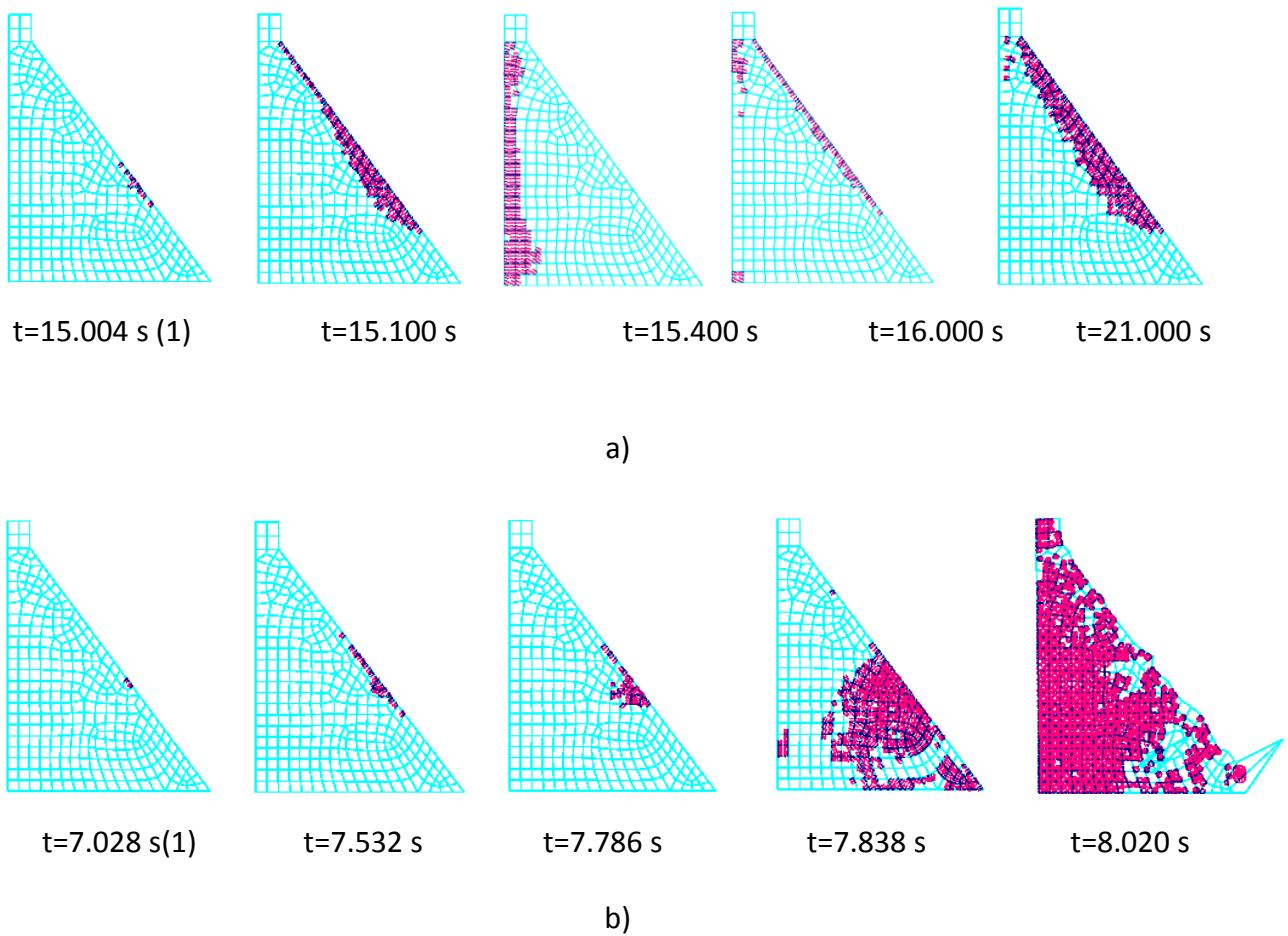 t=15.004 s (1) t=15.100 s t=15.400 s t=16.000 s t=21.000 s
a)
t=7.028 s(1) t=7.532 s t=7.786 s t=7.838 s t=8.020 s
b)